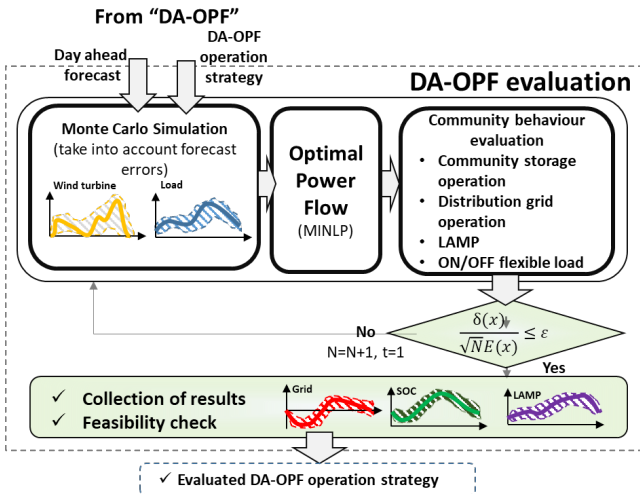 From “DA-OPF”
Day ahead
forecast
DA-OPF
operation
strategy
DA-OPF evaluation
Monte Carlo Simulation
(take into account forecast
errors)
Wind turbine
Load
Optimal
Power
Flow
(MINLP)
Community behaviour
evaluation
• Community storage
operation
• Distribution grid
operation
• LAMP
• ON/OFF flexible load
δ(x)
√N E(x) ≤ ε
No
N=N+1, t=1
Yes
✓ Collection of results
✓ Feasibility check
Grid
SOC
LAMP
✓ Evaluated DA-OPF operation strategy